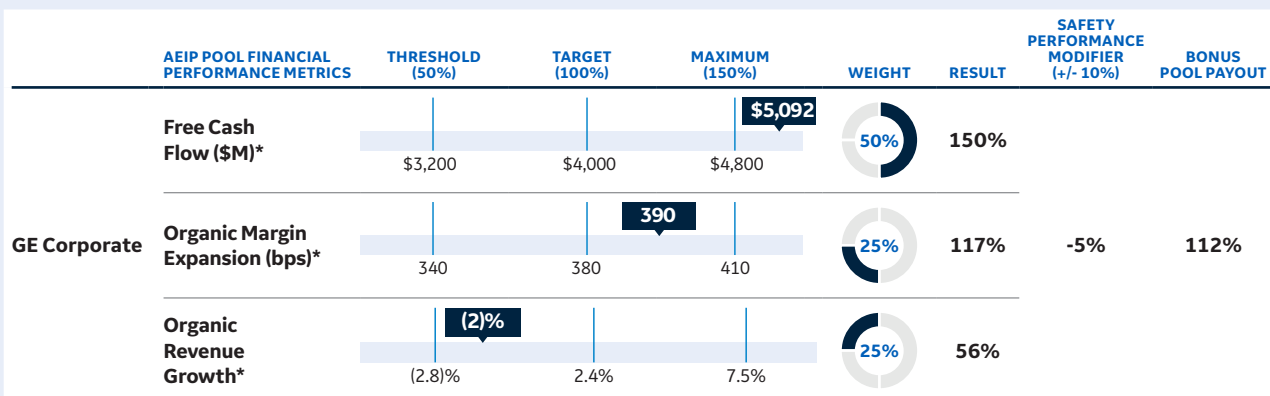 AEIP POOL FINANCIAL
PERFORMANCE METRICS
THRESHOLD
(50%)
TARGET
(100%)
MAXIMUM
(150%)
WEIGHT
RESULT
SAFETY
PERFORMANCE
MODIFIER
(+/- 10%)
BONUS
POOL PAYOUT
GE Corporate
Free Cash
Flow ($M)*
$5,092
$3,200
$4,000
$4,800
50%
150%
Organic Margin
Expansion (bps)*
390
340
380
410
25%
117%
-5%
112%
Organic
Revenue
Growth*
(2)%
(2.8)%
2.4%
7.5%
25%
56%